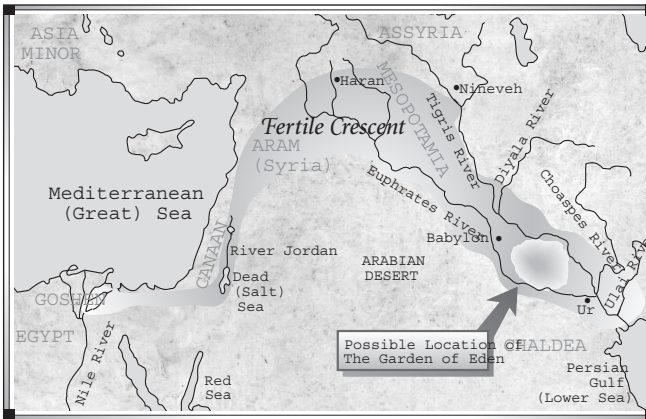 ASIA
MINOR
ASSYRIA
Haran
MESOPOTAMIA
Nineveh
Fertile Crescent
Tigris River
Diyala River
ARAM
(Syria)
Euphrates River
Choaspes River
Mediterranean
(Great) Sea
CANAAN
River Jordan
Babylon
ARABIAN
DESERT
Dead
(Salt)
Sea
Ulai River
GOSHEN
Ur
EGYPT
Nile River
Possible Location of
The Garden of Eden
CHALDEA
Red
Sea
Persian
Gulf
(Lower Sea)